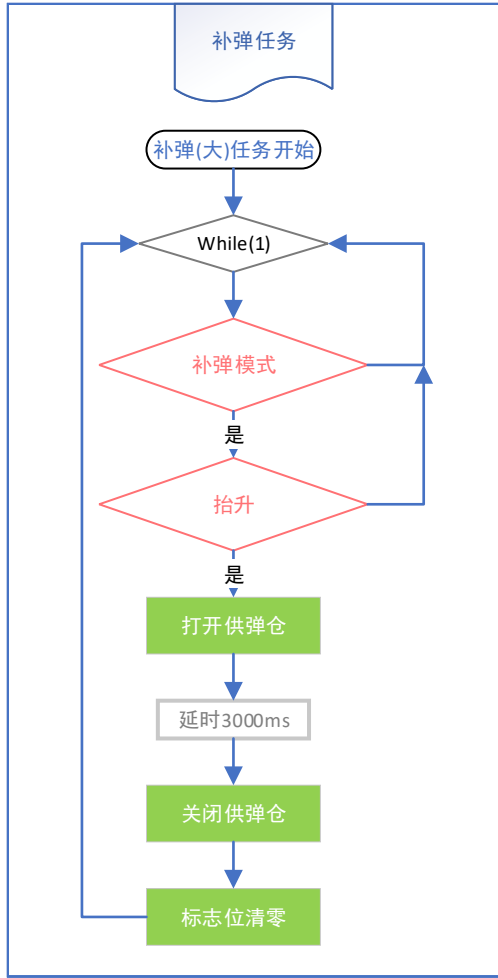 补弹任务
补弹(大)任务开始
While(1)
补弹模式
是
抬升
是
打开供弹仓
延时3000ms
关闭供弹仓
标志位清零